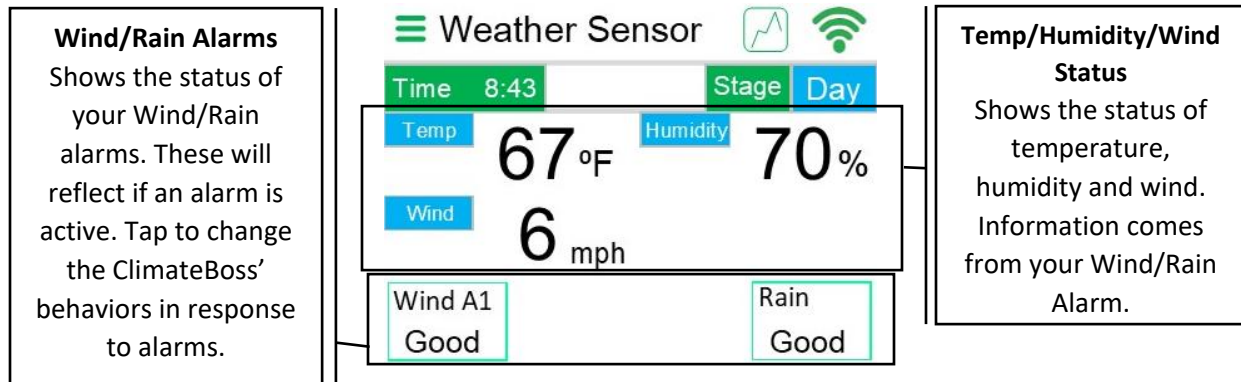 Wind/Rain Alarms
Shows the status of
your Wind/Rain
alarms. These will
reflect if an alarm is
active. Tap to change
the ClimateBoss’
behaviors in response
to alarms.
Weather Sensor
Time 8:43 Stage Day
Temp 67 ºF Humidity 70 %
Wind 6 mph
Wind A1 Rain
Good Good
Temp/Humidity/Wind
Status
Shows the status of
temperature,
humidity and wind.
Information comes
from your Wind/Rain
Alarm.